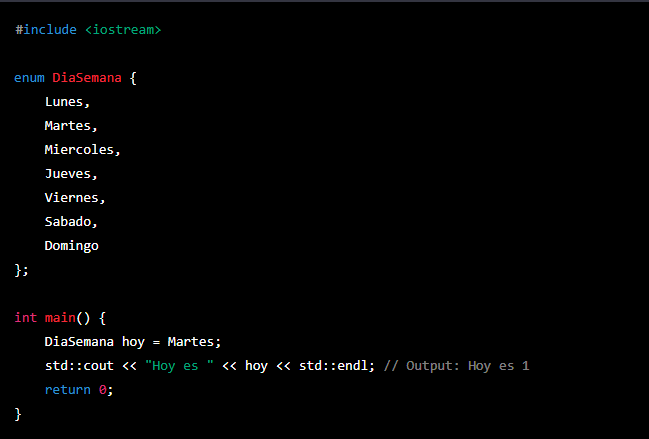 #include <iostream>
enum DiaSemana {
    Lunes,
    Martes,
    Miercoles,
    Jueves,
    Viernes,
    Sabado,
    Domingo
};
int main() {
    DiaSemana hoy = Martes;
    std::cout << "Hoy es " << hoy << std::endl; // Output: Hoy es 1
    return 0;
}